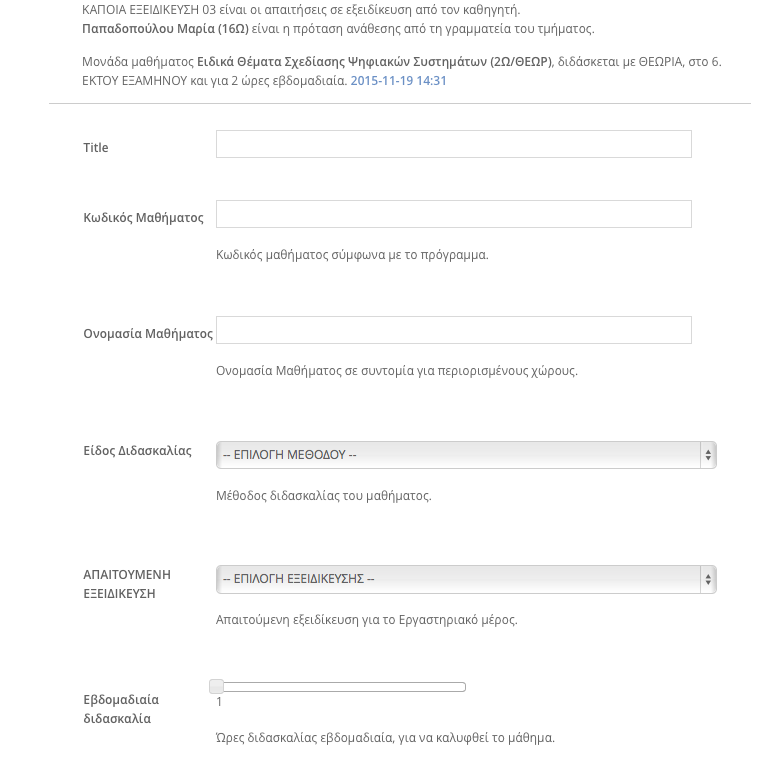 ΚΑΠΟΙΑ ΕΞΕΙΔΙΚΕΥΣΗ 03 είναι οι απαιτήσεις σε εξειδίκευση από τον καθηγητή.
Παπαδοπούλου Μαρία (16Ω) είναι η πρόταση ανάθεσης από τη γραμματεία του τμήματος.
Μονάδα μαθήματος Ειδικά Θέματα Σχεδίασης Ψηφιακών Συστημάτων (2Ω/ΘΕΩΡ), διδάσκεται με ΘΕΩΡΙΑ, στο 6.
ΕΚΤΟΥ ΕΞΑΜΗΝΟΥ και για 2 ώρες εβδομαδιαία. 2015-11-19 14:31
Title
Κωδικός Μαθήματος
Κωδικός μαθήματος σύμφωνα με το πρόγραμμα.
Ονομασία Μαθήματος
Ονομασία Μαθήματος σε συντομία για περιορισμένους χώρους.
Είδος Διδασκαλίας
-- ΕΠΙΛΟΓΗ ΜΕΘΟΔΟΥ --
Μέθοδος διδασκαλίας του μαθήματος.
ΑΠΑΙΤΟΥΜΕΝΗ
ΕΞΕΙΔΙΚΕΥΣΗ
-- ΕΠΙΛΟΓΗ ΕΞΕΙΔΙΚΕΥΣΗΣ --
Απαιτούμενη εξειδίκευση για το Εργαστηριακό μέρος.
Εβδομαδιαία
διδασκαλία
1
Ώρες διδασκαλίας εβδομαδιαία, για να καλυφθεί το μάθημα.